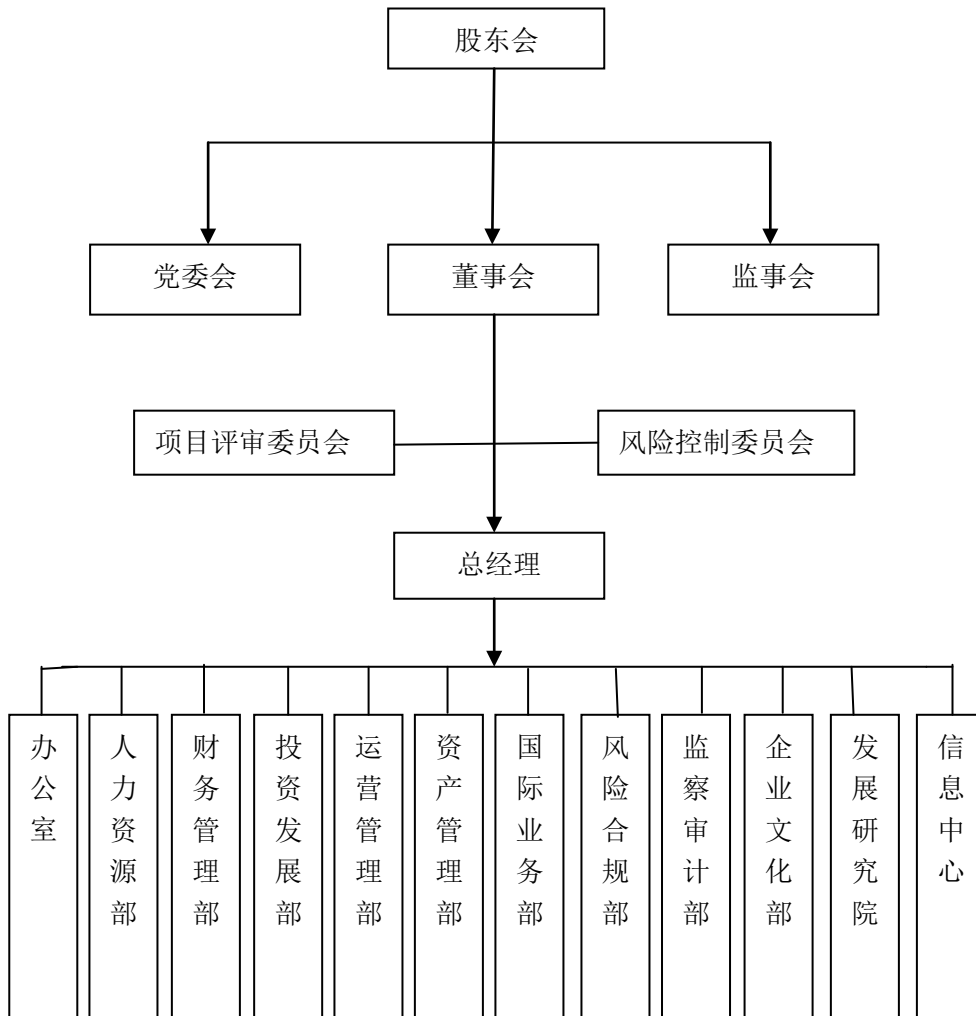 股东会
党委会
董事会
监事会
项目评审委员会
风险控制委员会
总经理
办公室
人力资源部
财务管理部
投资发展部
运营管理部
资产管理部
国际业务部
风险合规部
监察审计部
企业文化部
发展研究院
信息中心